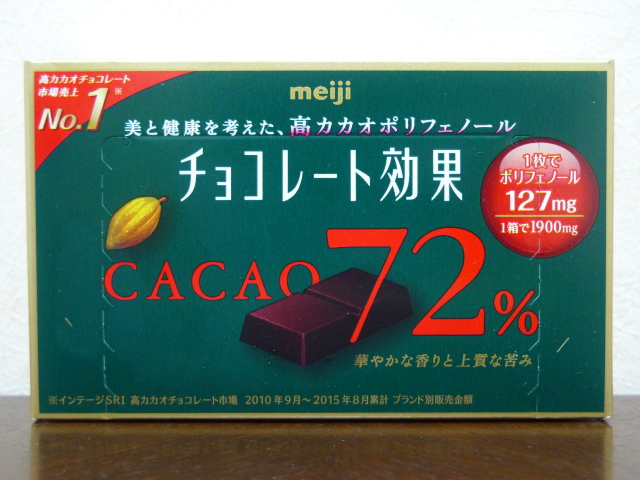 高カカオチョコレート
市場売上
No.1※
meiji
美と健康を考えた、高カカオポリフェノール
チョコレート効果
1枚で
ポリフェノール
127mg
1箱で1900mg
CACAO 72%
華やかな香りと上質な苦み
※インテージSRI 高カカオチョコレート市場 2010年9月～2015年8月累計 ブランド別販売金額